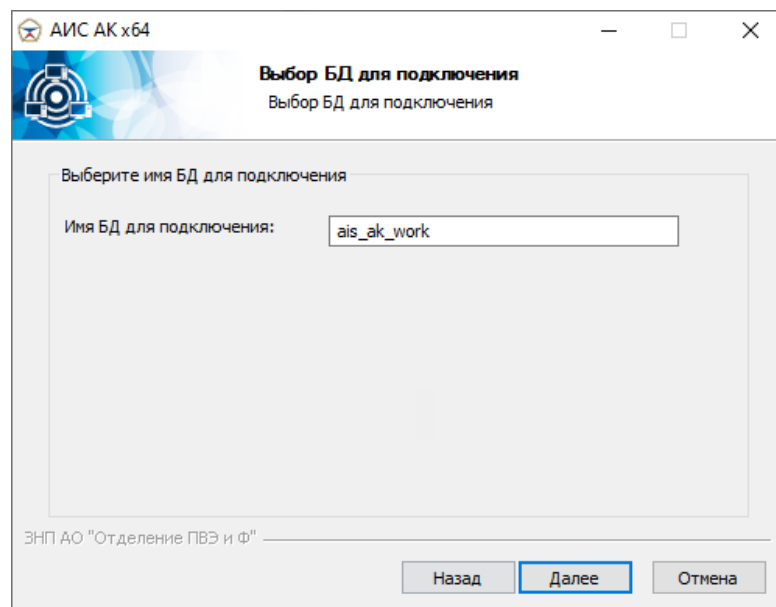 АИС АК x64
Выбор БД для подключения
Выбор БД для подключения
Выберите имя БД для подключения
Имя БД для подключения:
ais_ak_work
ЗНП АО "Отделение ПВЭ и Ф"
Назад
Далее
Отмена